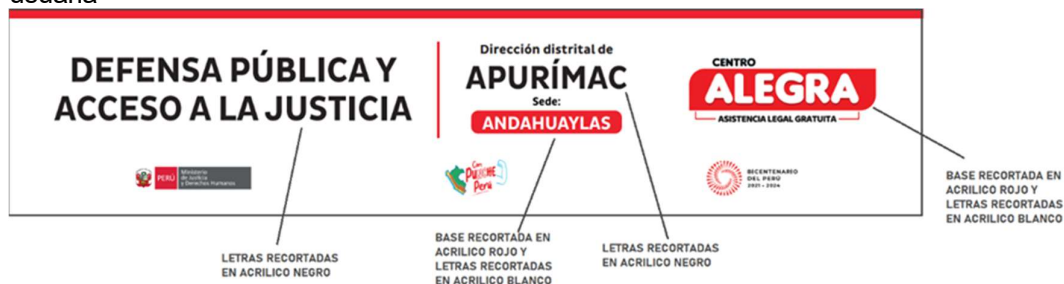 usuaria
DEFENSA PÚBLICA Y
ACCESO A LA JUSTICIA
Dirección distrital de
APURÍMAC
Sede:
ANDAHUAYLAS
CENTRO
ALEGRA
ASISTENCIA LEGAL GRATUITA
PERÚ
Ministerio
de Justicia
y Derechos Humanos
Con
PUNCHE
Perú
BICENTENARIO
DEL PERÚ
2021 - 2024
LETRAS RECORTADAS
EN ACRILICO NEGRO
BASE RECORTADA EN
ACRILICO ROJO Y
LETRAS RECORTADAS
EN ACRILICO BLANCO
LETRAS RECORTADAS
EN ACRILICO NEGRO
BASE RECORTADA EN
ACRILICO ROJO Y
LETRAS RECORTADAS
EN ACRILICO BLANCO